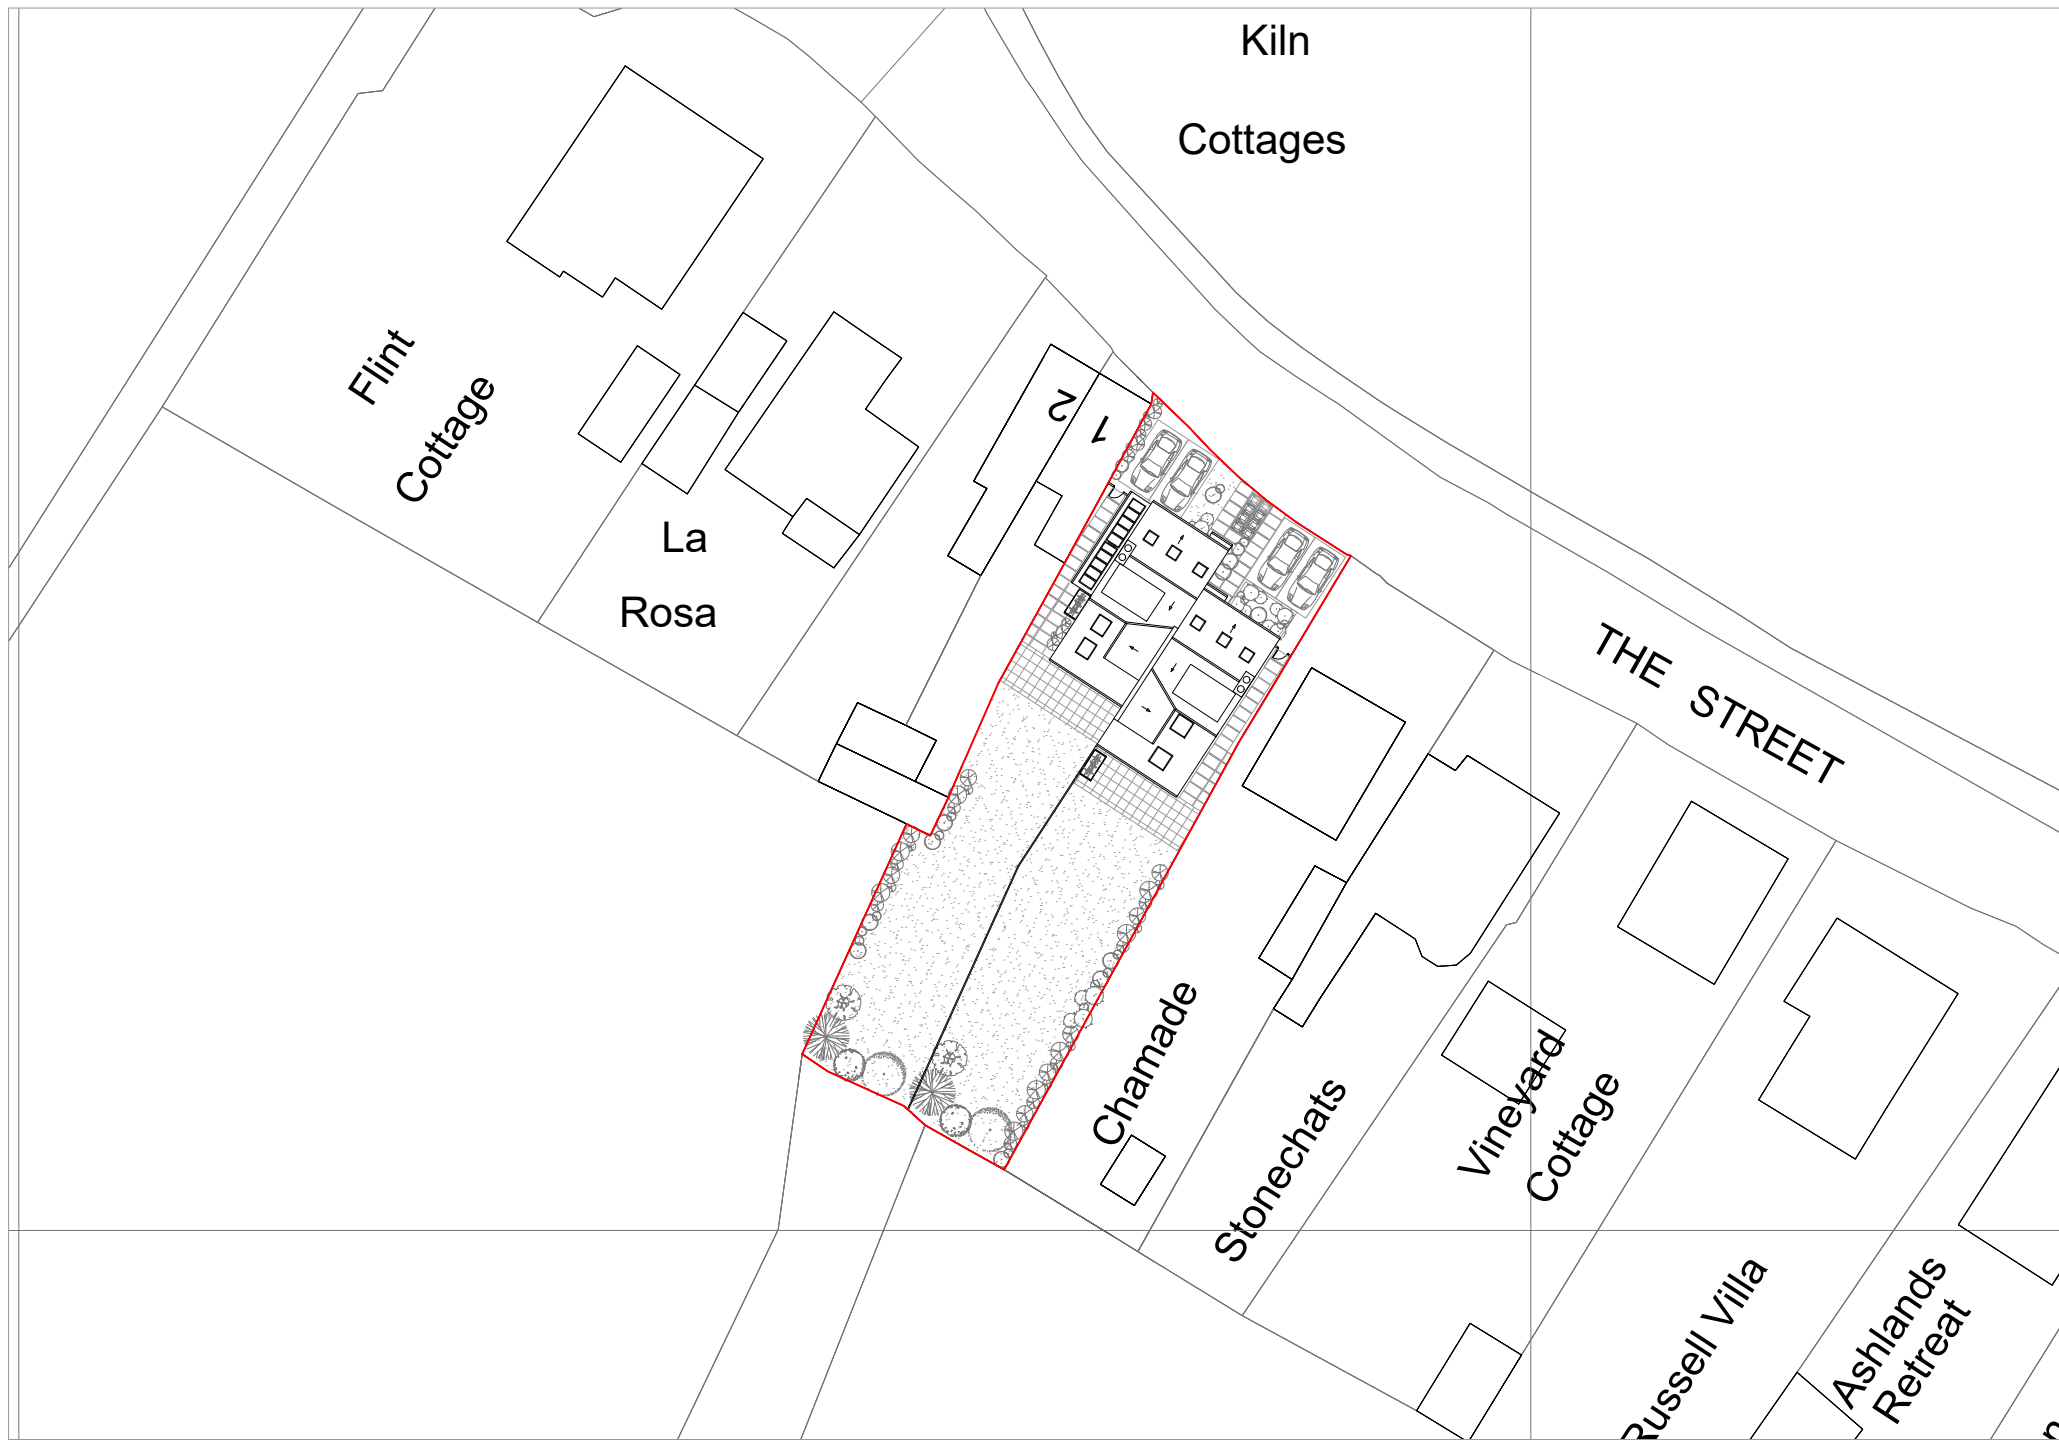 Kiln
Cottages
Flint
Cottage
La
Rosa
2
1
THE STREET
Chamade
Stonechats
Vineyard
Cottage
Russell Villa
Ashlands
Retreat